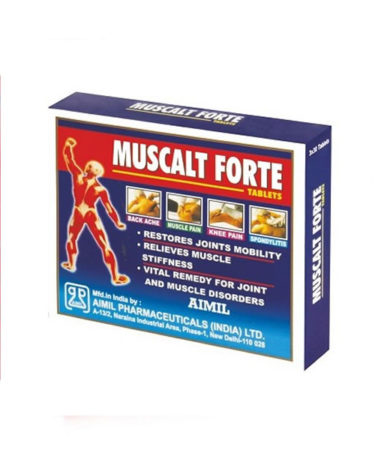 MUSCALT FORTE
TABLETS
BACK ACHE
MUSCLE PAIN
KNEE PAIN
SPONDYLITIS
• RESTORES JOINTS MOBILITY
• RELIEVES MUSCLE
STIFFNESS
• VITAL REMEDY FOR JOINT
AND MUSCLE DISORDERS
AIMIL
Mfd.in India by :
AIMIL PHARMACEUTICALS (INDIA) LTD.
A-13/2, Naraina Industrial Area, Phase-1, New Delhi-110 028
MUSCALT FORTE
TABLETS